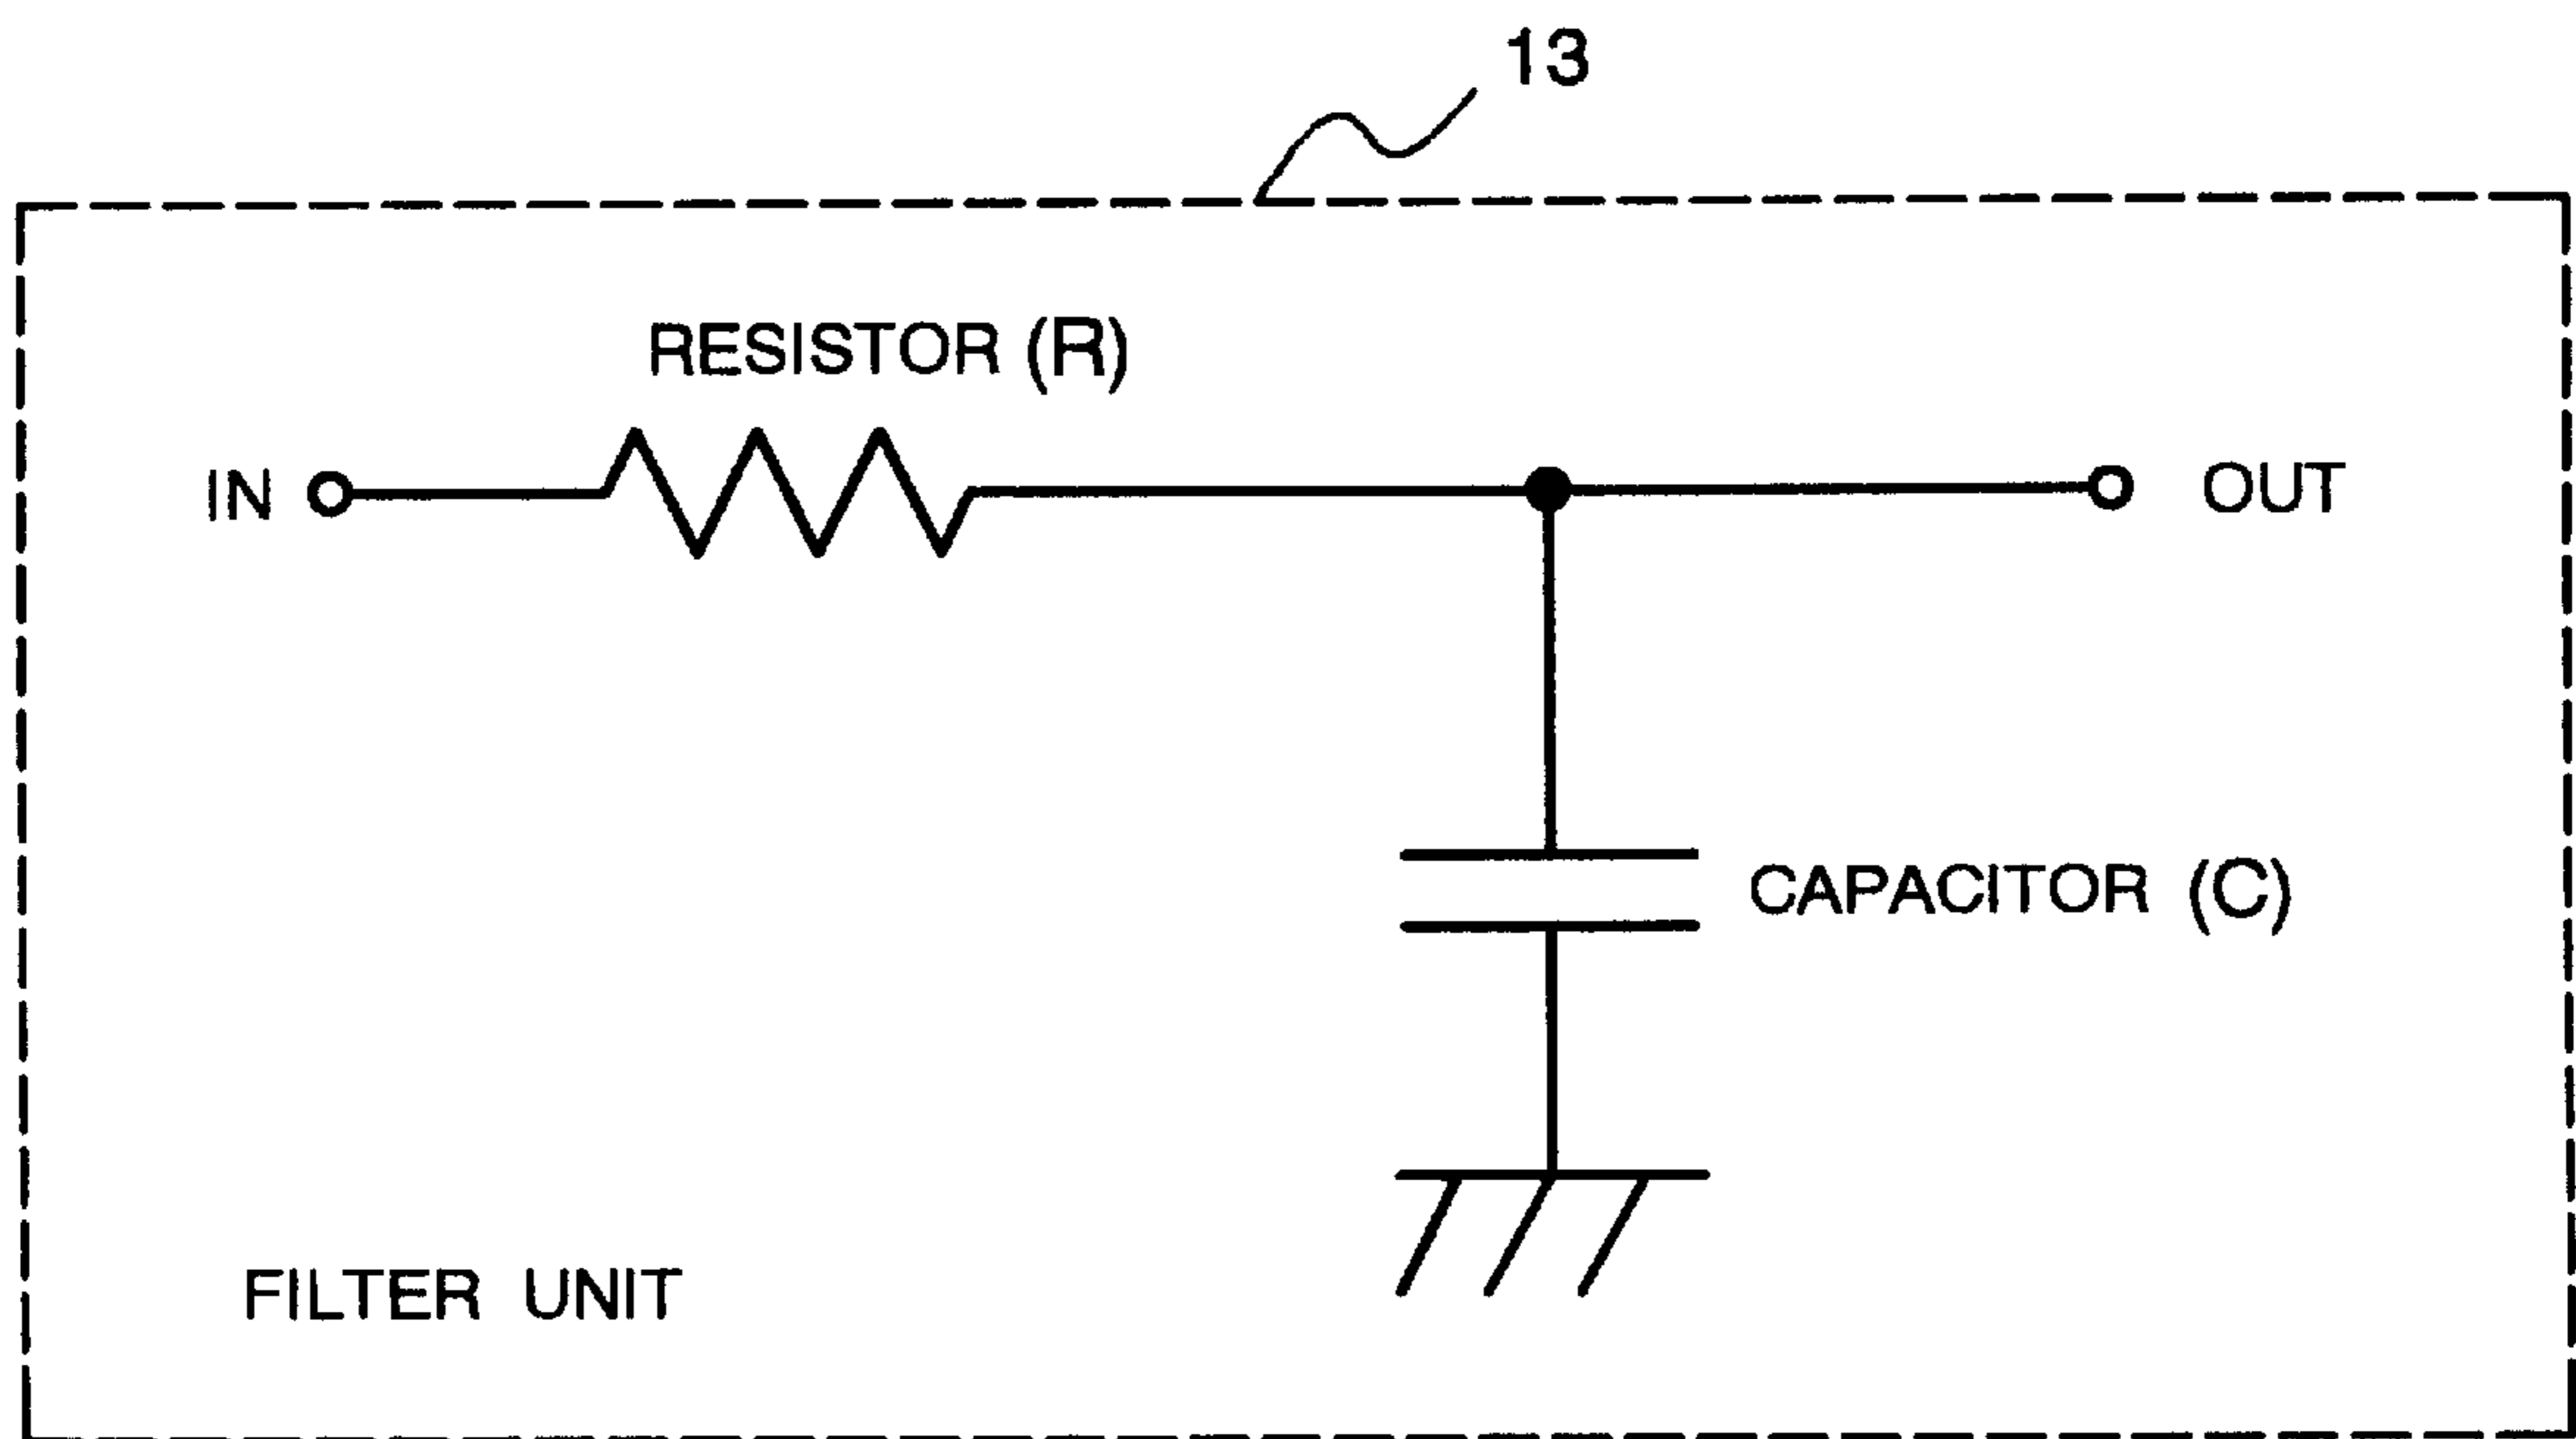 13
RESISTOR (R)
IN
OUT
CAPACITOR (C)
FILTER UNIT